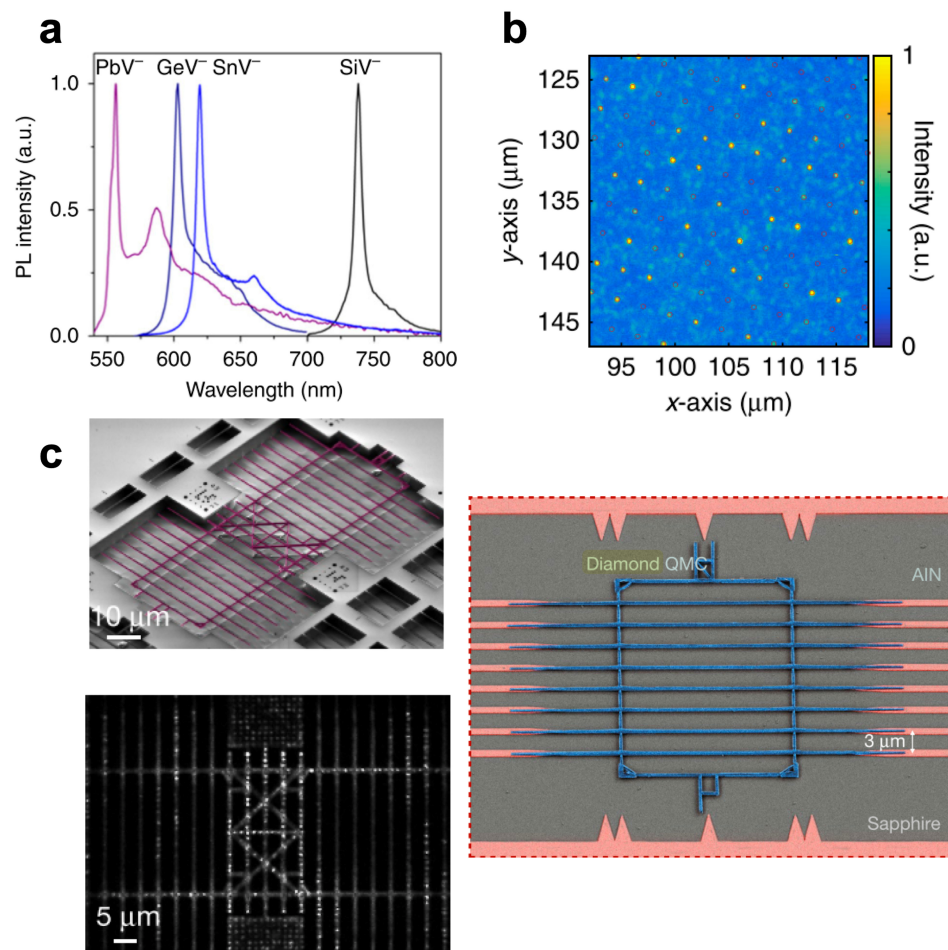 a
PbV⁻ GeV⁻ SnV⁻ SiV⁻
1.0
0.5
0.0
PL intensity (a.u.)
550 600 650 700 750 800
Wavelength (nm)
b
125
130
135
140
145
y-axis (μm)
95 100 105 110 115
x-axis (μm)
1
0
Intensity (a.u.)
c
10 μm
5 μm
Diamond QMC
AlN
3 μm
Sapphire